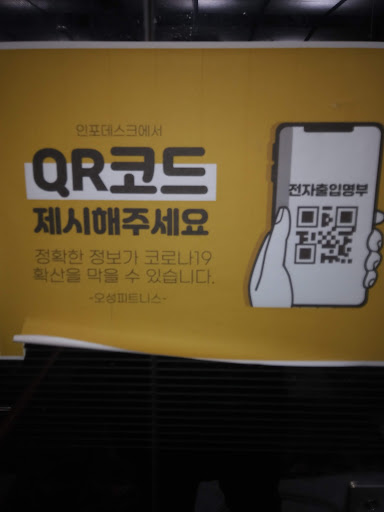 인포데스크에서
QR코드
제시해주세요
정확한 정보가 코로나19
확산을 막을 수 있습니다.
-오성파트너스-
전자출입명부